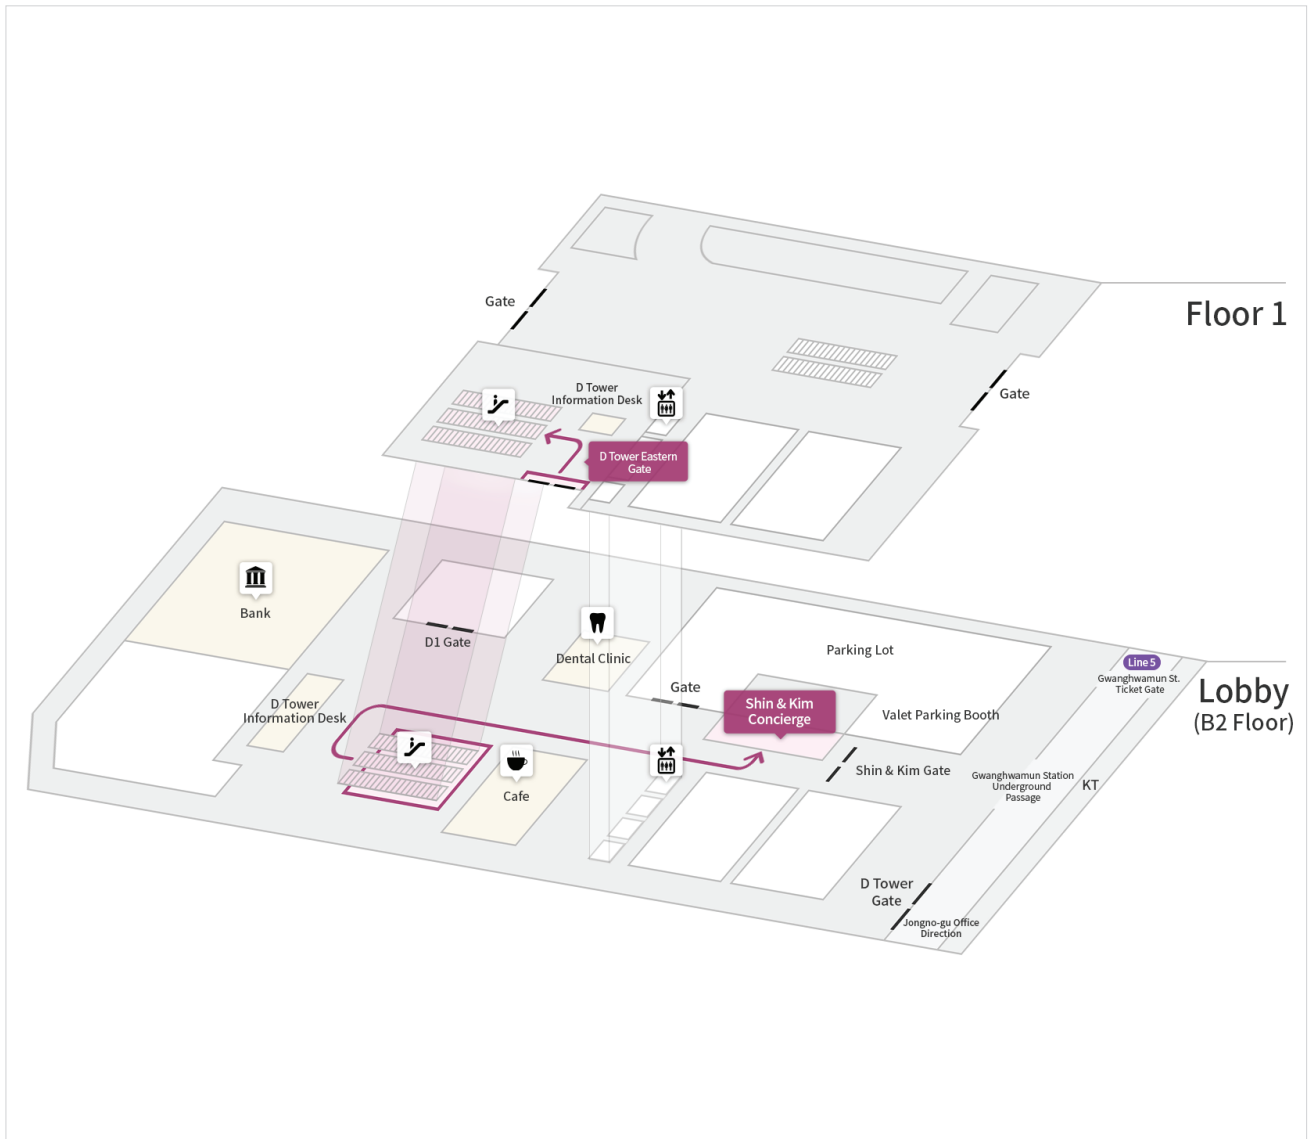 Gate
Floor 1
D Tower
Information Desk
Gate
D Tower Eastern
Gate
Bank
D1 Gate
Dental Clinic
Parking Lot
Line 5
Gwanghwamun St.
Ticket Gate
Lobby
(B2 Floor)
Gate
D Tower
Information Desk
Shin & Kim
Concierge
Valet Parking Booth
Shin & Kim Gate
Gwanghwamun Station
Underground
Passage
KT
Cafe
D Tower
Gate
Jongno-gu Office
Direction